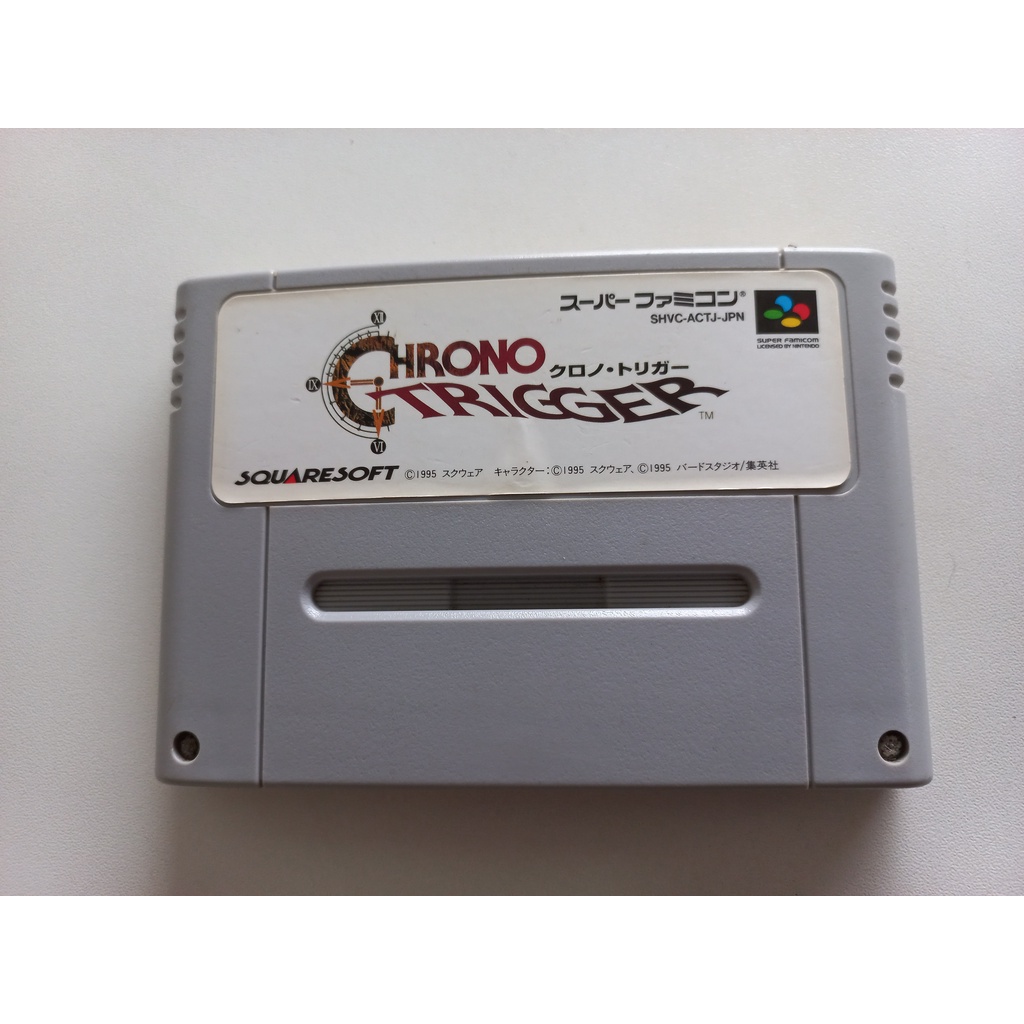 スーパーファミコン®
SHVC-ACTJ-JPN
SUPER FAMICOM
LICENSED BY NINTENDO
XII
IX
VI
CHRONO
クロノ・トリガー
TRIGGER™
SQUARESOFT ©1995 スクウェア キャラクター:©1995 スクウェア、©1995 バードスタジオ/集英社